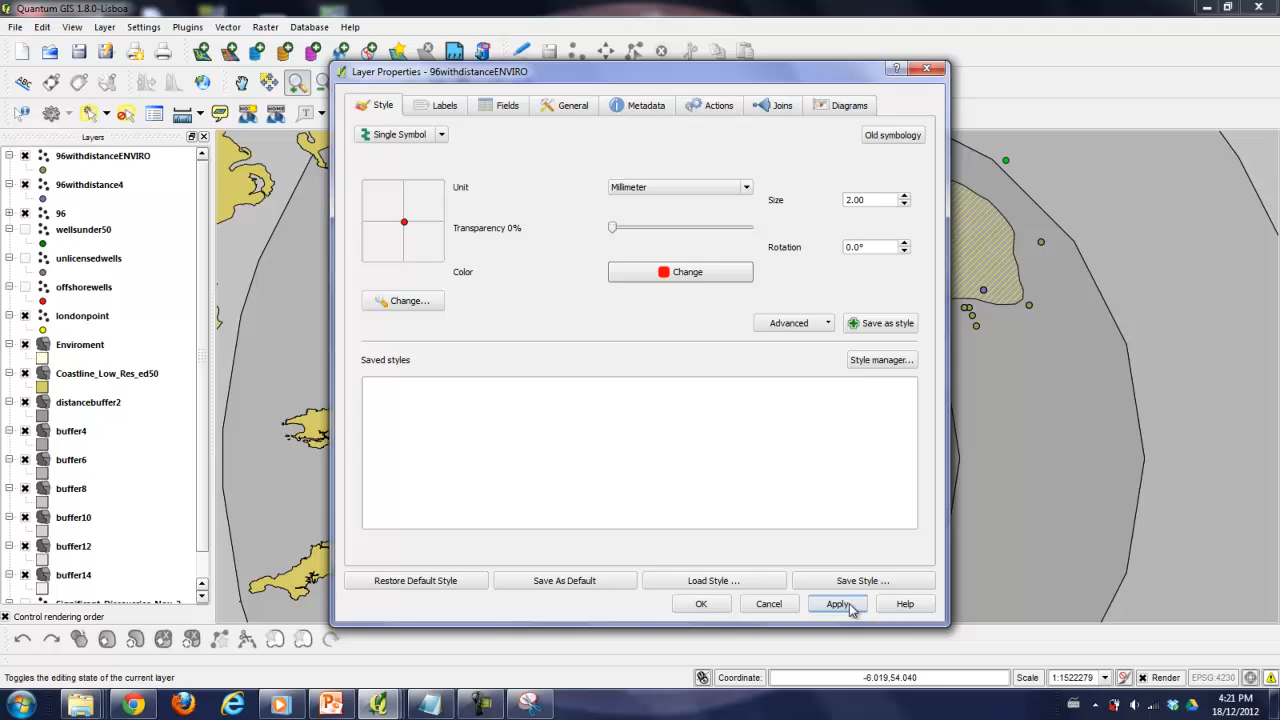 Quantum GIS 1.8.0-Lisboa
File Edit View Layer Settings Plugins Vector Raster Database Help
Layer Properties - 96withdistanceENVIRO
Style Labels Fields General Metadata Actions Joins Diagrams
Single Symbol Old symbology
Unit Millimeter Size 2.00
Transparency 0%
Rotation 0.0°
Color Change
Change...
Advanced Save as style
Saved styles Style manager...
Restore Default Style Save As Default Load Style ... Save Style ...
OK Cancel Apply Help
Layers
96withdistanceENVIRO
96withdistance4
96
wellsunder50
unlicensedwells
offshorewells
londonpoint
Enviroment
Coastline_Low_Res_ed50
distancebuffer2
buffer4
buffer6
buffer8
buffer10
buffer12
buffer14
Control rendering order
Toggles the editing state of the current layer
Coordinate: -6.019,54.040 Scale 1:1522279 Render EPSG:4230
4:21 PM
18/12/2012